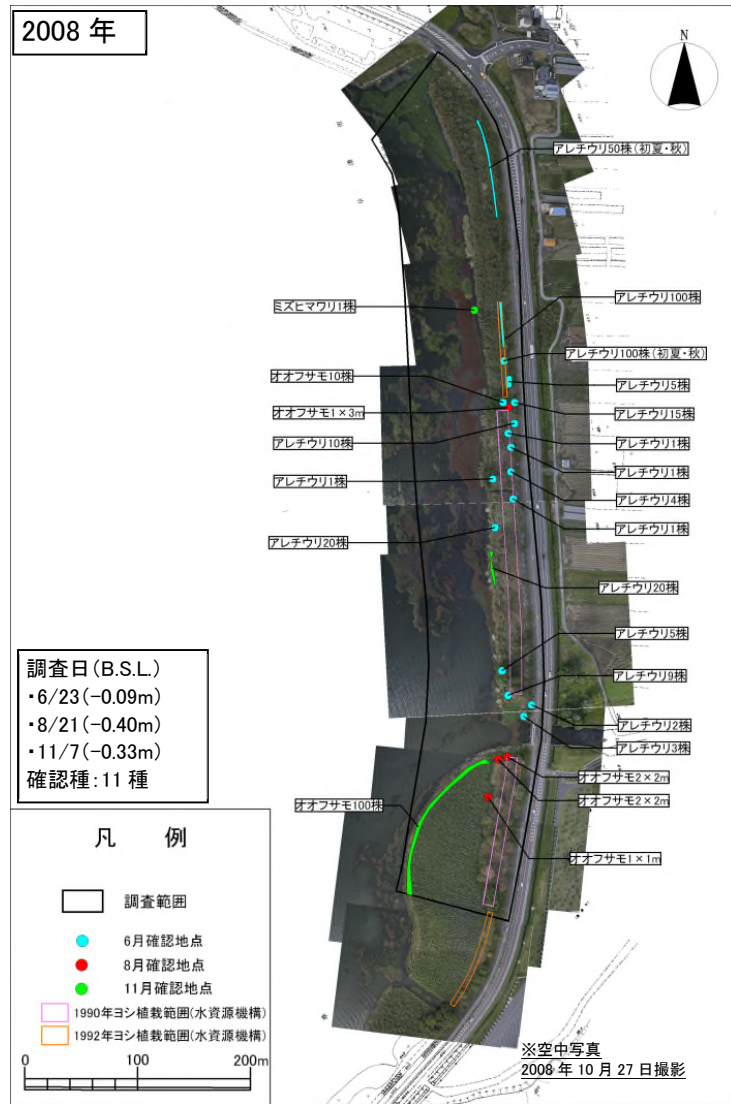 2008 年
N
アレチウリ50株(初夏・秋)
アレチウリ100株
ミズヒマワリ1株
アレチウリ100株(初夏・秋)
オオフサモ10株
アレチウリ5株
オオフサモ1×3m
アレチウリ15株
アレチウリ10株
アレチウリ1株
アレチウリ1株
アレチウリ1株
アレチウリ4株
アレチウリ1株
アレチウリ20株
アレチウリ20株
アレチウリ5株
アレチウリ9株
アレチウリ2株
アレチウリ3株
オオフサモ2×2m
オオフサモ2×2m
オオフサモ100株
オオフサモ1×1m
調査日(B.S.L.)
・6/23(-0.09m)
・8/21(-0.40m)
・11/7(-0.33m)
確認種:11 種
凡 例
調査範囲
6月確認地点
8月確認地点
11月確認地点
1990年ヨシ植栽範囲(水資源機構)
1992年ヨシ植栽範囲(水資源機構)
0 100 200m
※空中写真
2008 年 10 月 27 日撮影